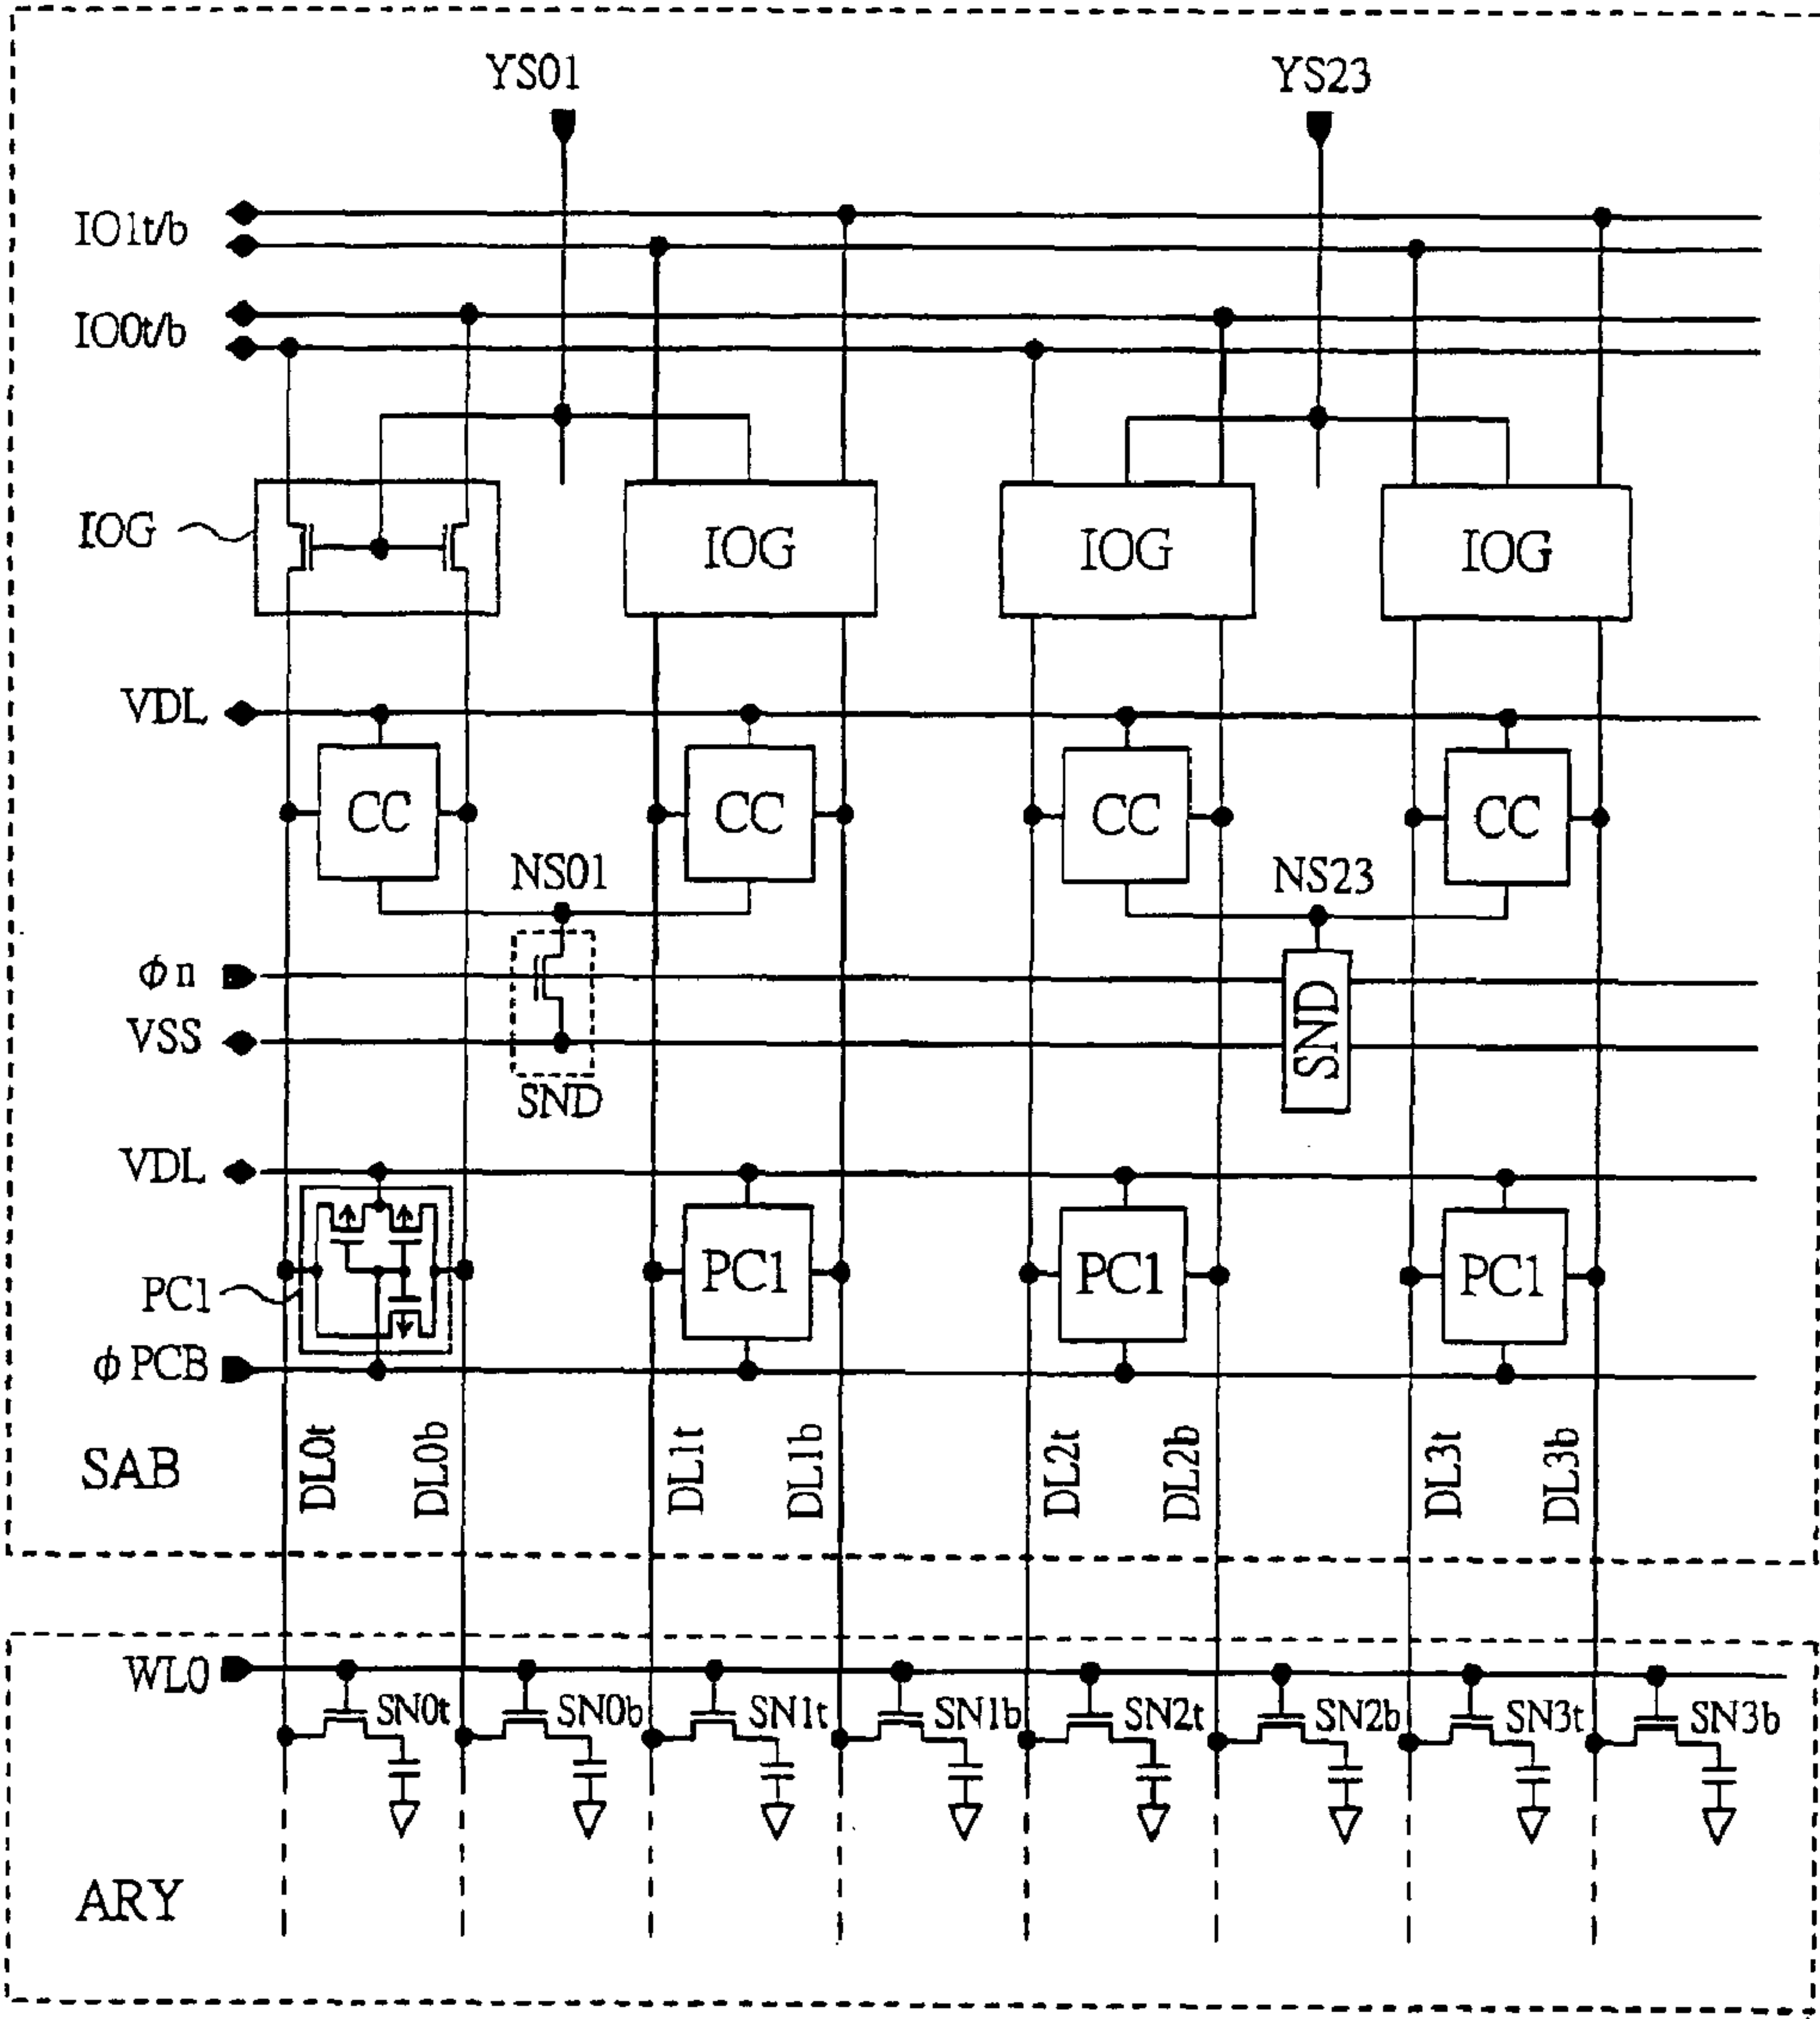 YS01 YS23
IO1t/b
IO0t/b
IOG IOG IOG IOG
VDL
CC CC CC CC
NS01 NS23
φn
VSS
SND SND
VDL
PC1 PC1 PC1 PC1
φPCB
DL0t DL0b DL1t DL1b DL2t DL2b DL3t DL3b
SAB
WL0
SN0t SN0b SN1t SN1b SN2t SN2b SN3t SN3b
ARY